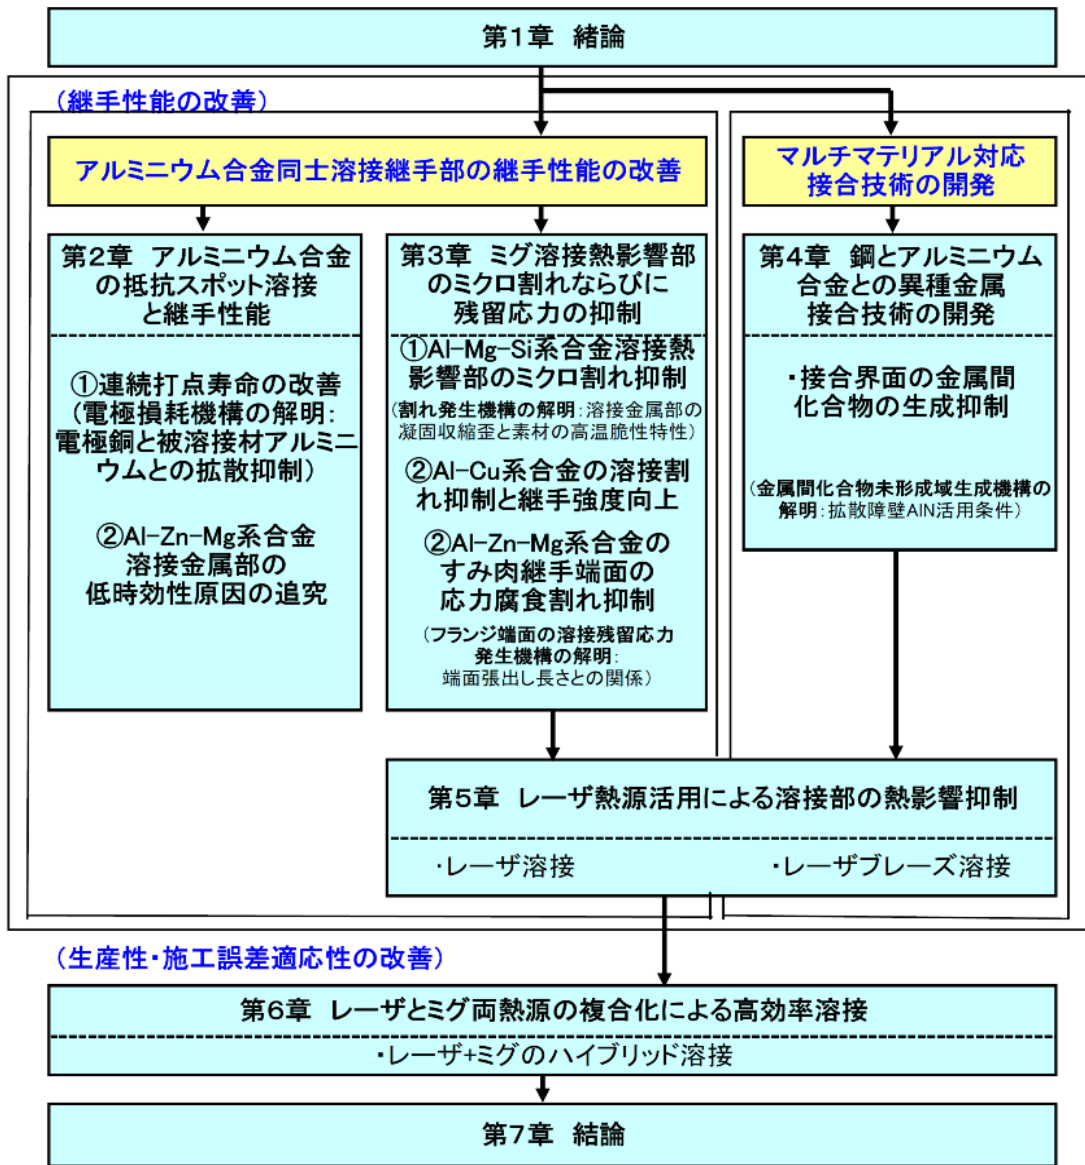 第1章 緒論
(継手性能の改善)
アルミニウム合金同士溶接継手部の継手性能の改善
マルチマテリアル対応
接合技術の開発
第2章 アルミニウム合金
の抵抗スポット溶接
と継手性能
①連続打点寿命の改善
(電極損耗機構の解明:
電極銅と被溶接材アルミニ
ウムとの拡散抑制)
②Al-Zn-Mg系合金
溶接金属部の
低時効性原因の追究
第3章 ミグ溶接熱影響部
のミクロ割れならびに
残留応力の抑制
①Al-Mg-Si系合金溶接熱
影響部のミクロ割れ抑制
(割れ発生機構の解明:溶接金属部の
凝固収縮歪と素材の高温脆性特性)
②Al-Cu系合金の溶接割
れ抑制と継手強度向上
②Al-Zn-Mg系合金の
すみ肉継手端面の
応力腐食割れ抑制
(フランジ端面の溶接残留応力
発生機構の解明:
端面張出し長さとの関係)
第4章 鋼とアルミニウム
合金との異種金属
接合技術の開発
・接合界面の金属間
化合物の生成抑制
(金属間化合物未形成域生成機構の
解明:拡散障壁AlN活用条件)
第5章 レーザ熱源活用による溶接部の熱影響抑制
・レーザ溶接
・レーザブレーズ溶接
(生産性・施工誤差適応性の改善)
第6章 レーザとミグ両熱源の複合化による高効率溶接
・レーザ+ミグのハイブリッド溶接
第7章 結論